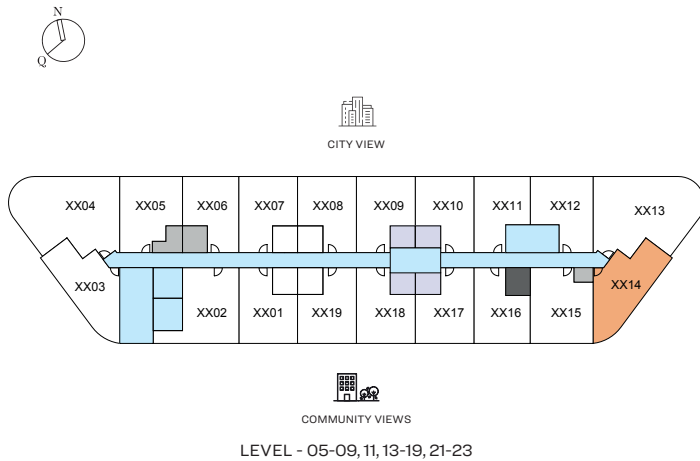 N
Q
CITY VIEW
XX04 XX05 XX06 XX07 XX08 XX09 XX10 XX11 XX12 XX13
XX03 XX14
XX02 XX01 XX19 XX18 XX17 XX16 XX15
COMMUNITY VIEWS
LEVEL - 05-09, 11, 13-19, 21-23